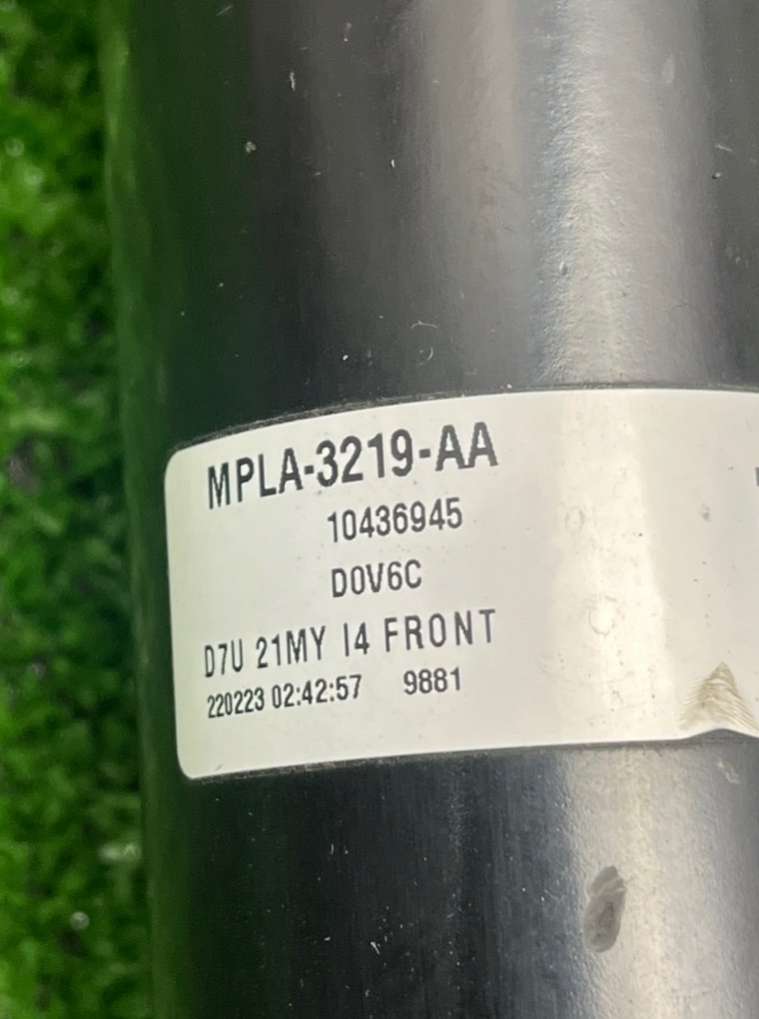 MPLA-3219-AA
10436945
D0V6C
D7U 21MY I4 FRONT
220223 02:42:57 9881